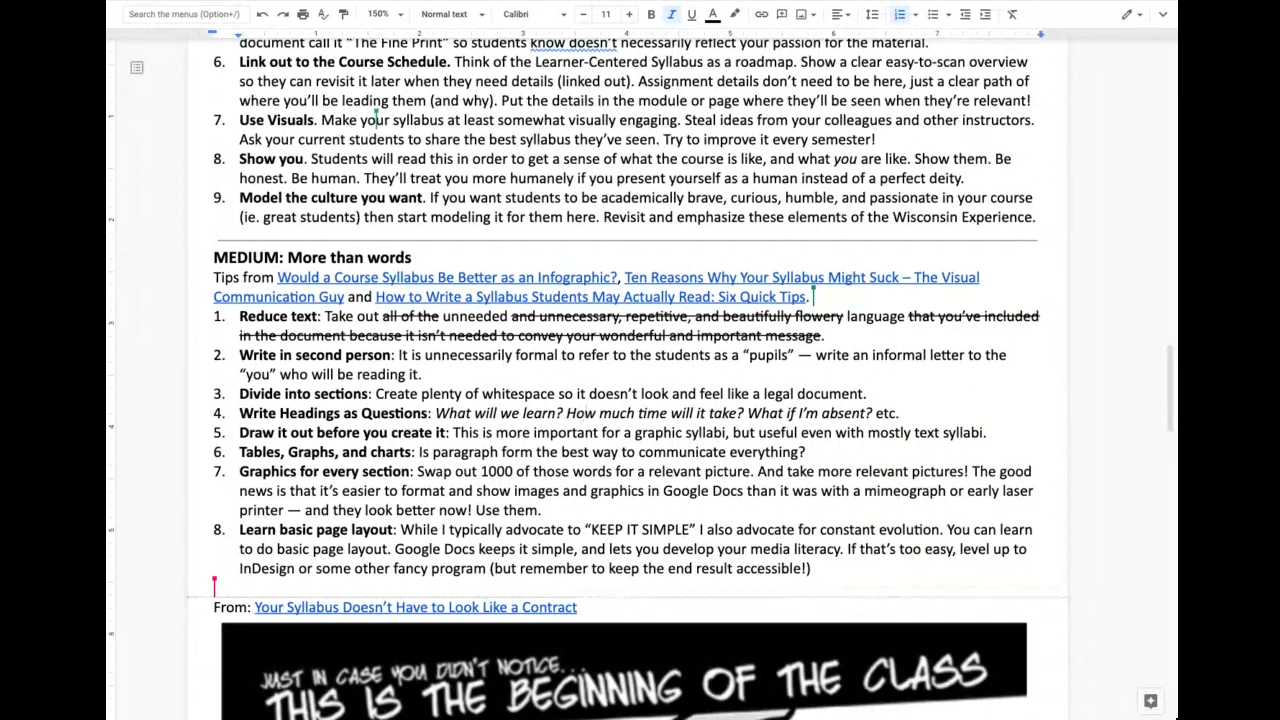 Search the menus (Option+/)
150%
Normal text
Calibri
11
B I U A
1 2 3 4 5 6 7
document call it “The Fine Print” so students know doesn’t necessarily reflect your passion for the material.
6. Link out to the Course Schedule. Think of the Learner-Centered Syllabus as a roadmap. Show a clear easy-to-scan overview
so they can revisit it later when they need details (linked out). Assignment details don’t need to be here, just a clear path of
where you’ll be leading them (and why). Put the details in the module or page where they’ll be seen when they’re relevant!
7. Use Visuals. Make your syllabus at least somewhat visually engaging. Steal ideas from your colleagues and other instructors.
Ask your current students to share the best syllabus they’ve seen. Try to improve it every semester!
8. Show you. Students will read this in order to get a sense of what the course is like, and what you are like. Show them. Be
honest. Be human. They’ll treat you more humanely if you present yourself as a human instead of a perfect deity.
9. Model the culture you want. If you want students to be academically brave, curious, humble, and passionate in your course
(ie. great students) then start modeling it for them here. Revisit and emphasize these elements of the Wisconsin Experience.
MEDIUM: More than words
Tips from Would a Course Syllabus Be Better as an Infographic?, Ten Reasons Why Your Syllabus Might Suck – The Visual
Communication Guy and How to Write a Syllabus Students May Actually Read: Six Quick Tips.
1. Reduce text: Take out all of the unneeded and unnecessary, repetitive, and beautifully flowery language that you’ve included
in the document because it isn’t needed to convey your wonderful and important message.
2. Write in second person: It is unnecessarily formal to refer to the students as a “pupils” — write an informal letter to the
“you” who will be reading it.
3. Divide into sections: Create plenty of whitespace so it doesn’t look and feel like a legal document.
4. Write Headings as Questions: What will we learn? How much time will it take? What if I’m absent? etc.
5. Draw it out before you create it: This is more important for a graphic syllabi, but useful even with mostly text syllabi.
6. Tables, Graphs, and charts: Is paragraph form the best way to communicate everything?
7. Graphics for every section: Swap out 1000 of those words for a relevant picture. And take more relevant pictures! The good
news is that it’s easier to format and show images and graphics in Google Docs than it was with a mimeograph or early laser
printer — and they look better now! Use them.
8. Learn basic page layout: While I typically advocate to “KEEP IT SIMPLE” I also advocate for constant evolution. You can learn
to do basic page layout. Google Docs keeps it simple, and lets you develop your media literacy. If that’s too easy, level up to
InDesign or some other fancy program (but remember to keep the end result accessible!)
From: Your Syllabus Doesn’t Have to Look Like a Contract
JUST IN CASE YOU DIDN'T NOTICE...
THIS IS THE BEGINNING OF THE CLASS